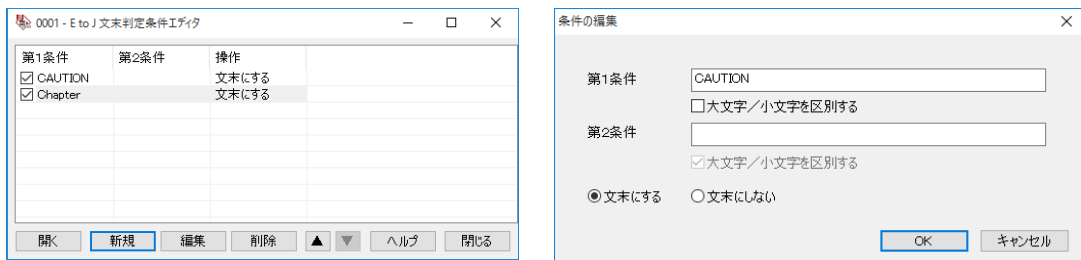 0001 - E to J 文末判定条件エディタ
第1条件 第2条件 操作
CAUTION 文末にする
Chapter 文末にする
開く 新規 編集 削除 ▲ ▼ ヘルプ 閉じる
条件の編集
第1条件 CAUTION
大文字／小文字を区別する
第2条件
大文字／小文字を区別する
文末にする 文末にしない
OK キャンセル